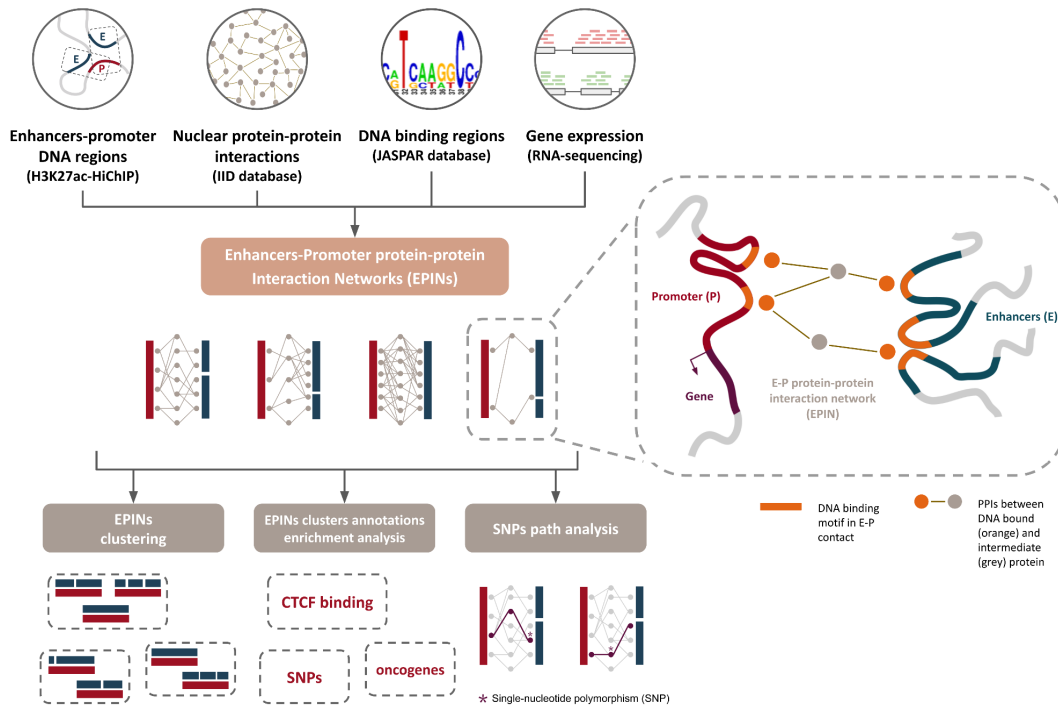 E
E
P
Enhancers-promoter
DNA regions
(H3K27ac-HiChIP)
Nuclear protein-protein
interactions
(IID database)
DNA binding regions
(JASPAR database)
Gene expression
(RNA-sequencing)
Enhancers-Promoter protein-protein
Interaction Networks (EPINs)
Promoter (P)
Enhancers (E)
Gene
E-P protein-protein
interaction network
(EPIN)
DNA binding
motif in E-P
contact
PPIs between
DNA bound
(orange) and
intermediate
(grey) protein
EPINs
clustering
EPINs clusters annotations
enrichment analysis
SNPs path analysis
CTCF binding
SNPs
oncogenes
*
*
* Single-nucleotide polymorphism (SNP)